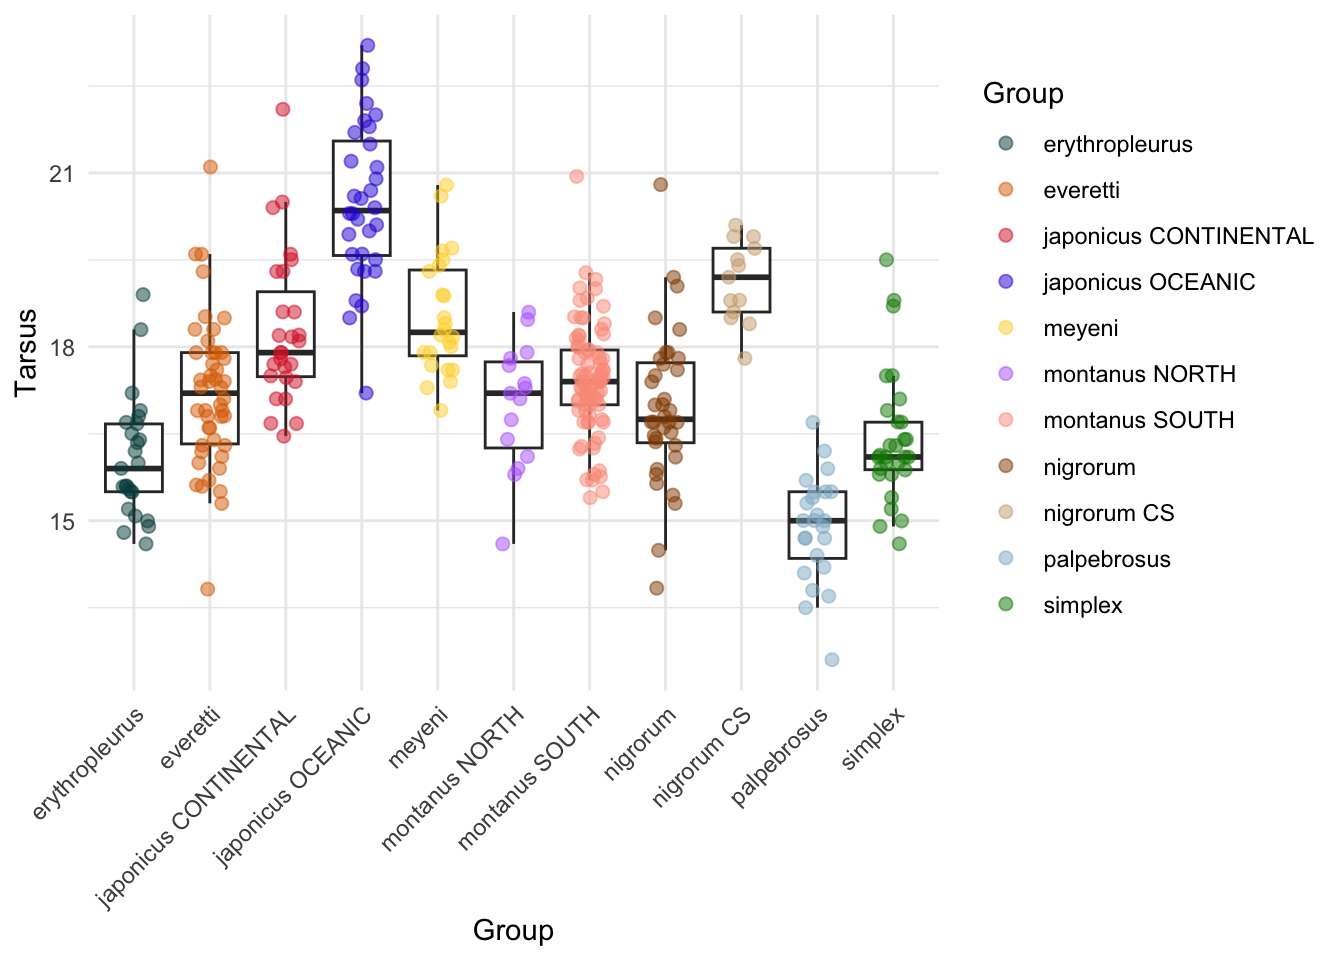 Tarsus
21
18
15
erythropleurus
everetti
japonicus CONTINENTAL
japonicus OCEANIC
meyeni
montanus NORTH
montanus SOUTH
nigrorum
nigrorum CS
palpebrosus
simplex
Group
Group
erythropleurus
everetti
japonicus CONTINENTAL
japonicus OCEANIC
meyeni
montanus NORTH
montanus SOUTH
nigrorum
nigrorum CS
palpebrosus
simplex